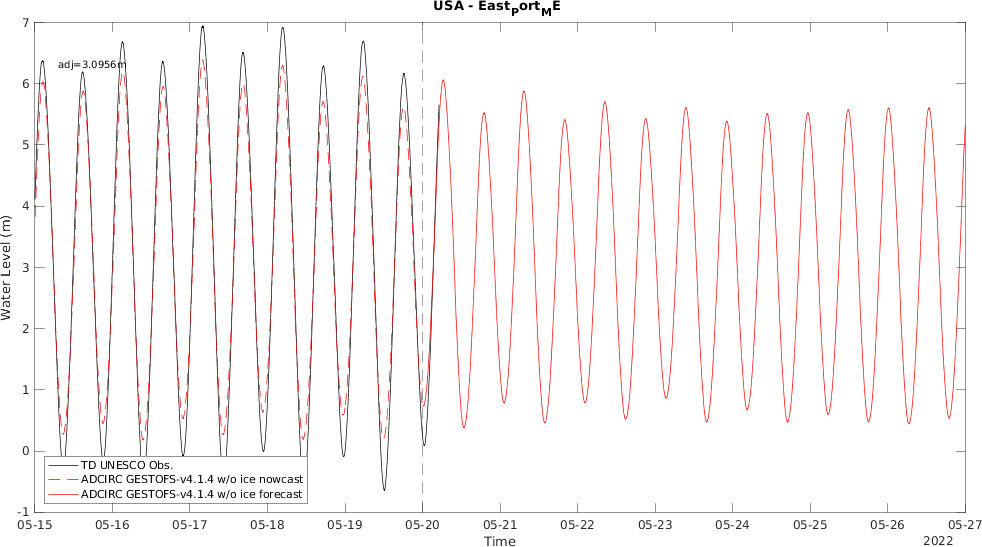 USA - EastPortME
7
6
5
4
3
2
1
0
-1
Water Level (m)
adj=3.0956m
TD UNESCO Obs.
ADCIRC GESTOFS-v4.1.4 w/o ice nowcast
ADCIRC GESTOFS-v4.1.4 w/o ice forecast
05-15 05-16 05-17 05-18 05-19 05-20 05-21 05-22 05-23 05-24 05-25 05-26 05-27
Time
2022